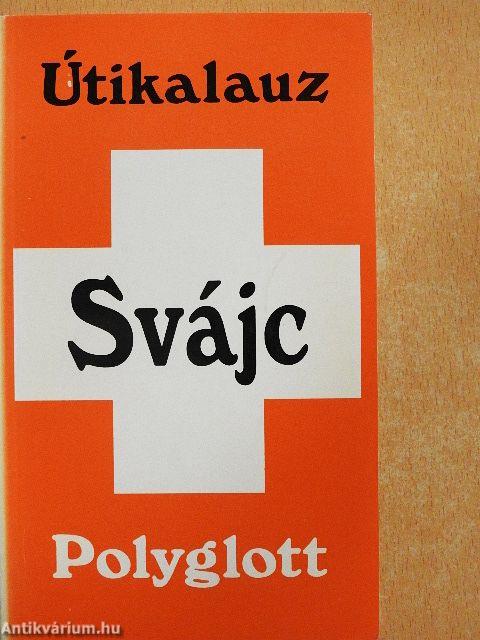 Útikalauz
Svájc
Polyglott
Antikvárium.hu